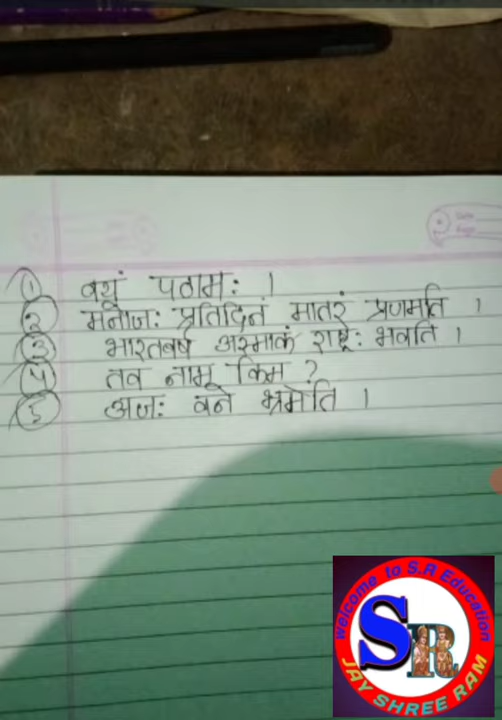 ① वयं पठामः ।
② मनोजः प्रतिदिनं मातरं प्रणमति ।
③ भारतवर्ष अस्माकं राष्ट्रः भवति ।
④ तव नाम किम ?
⑤ अजः वने भ्रमति ।
welcome to S.R Education
SR
JAY SHREE RAM